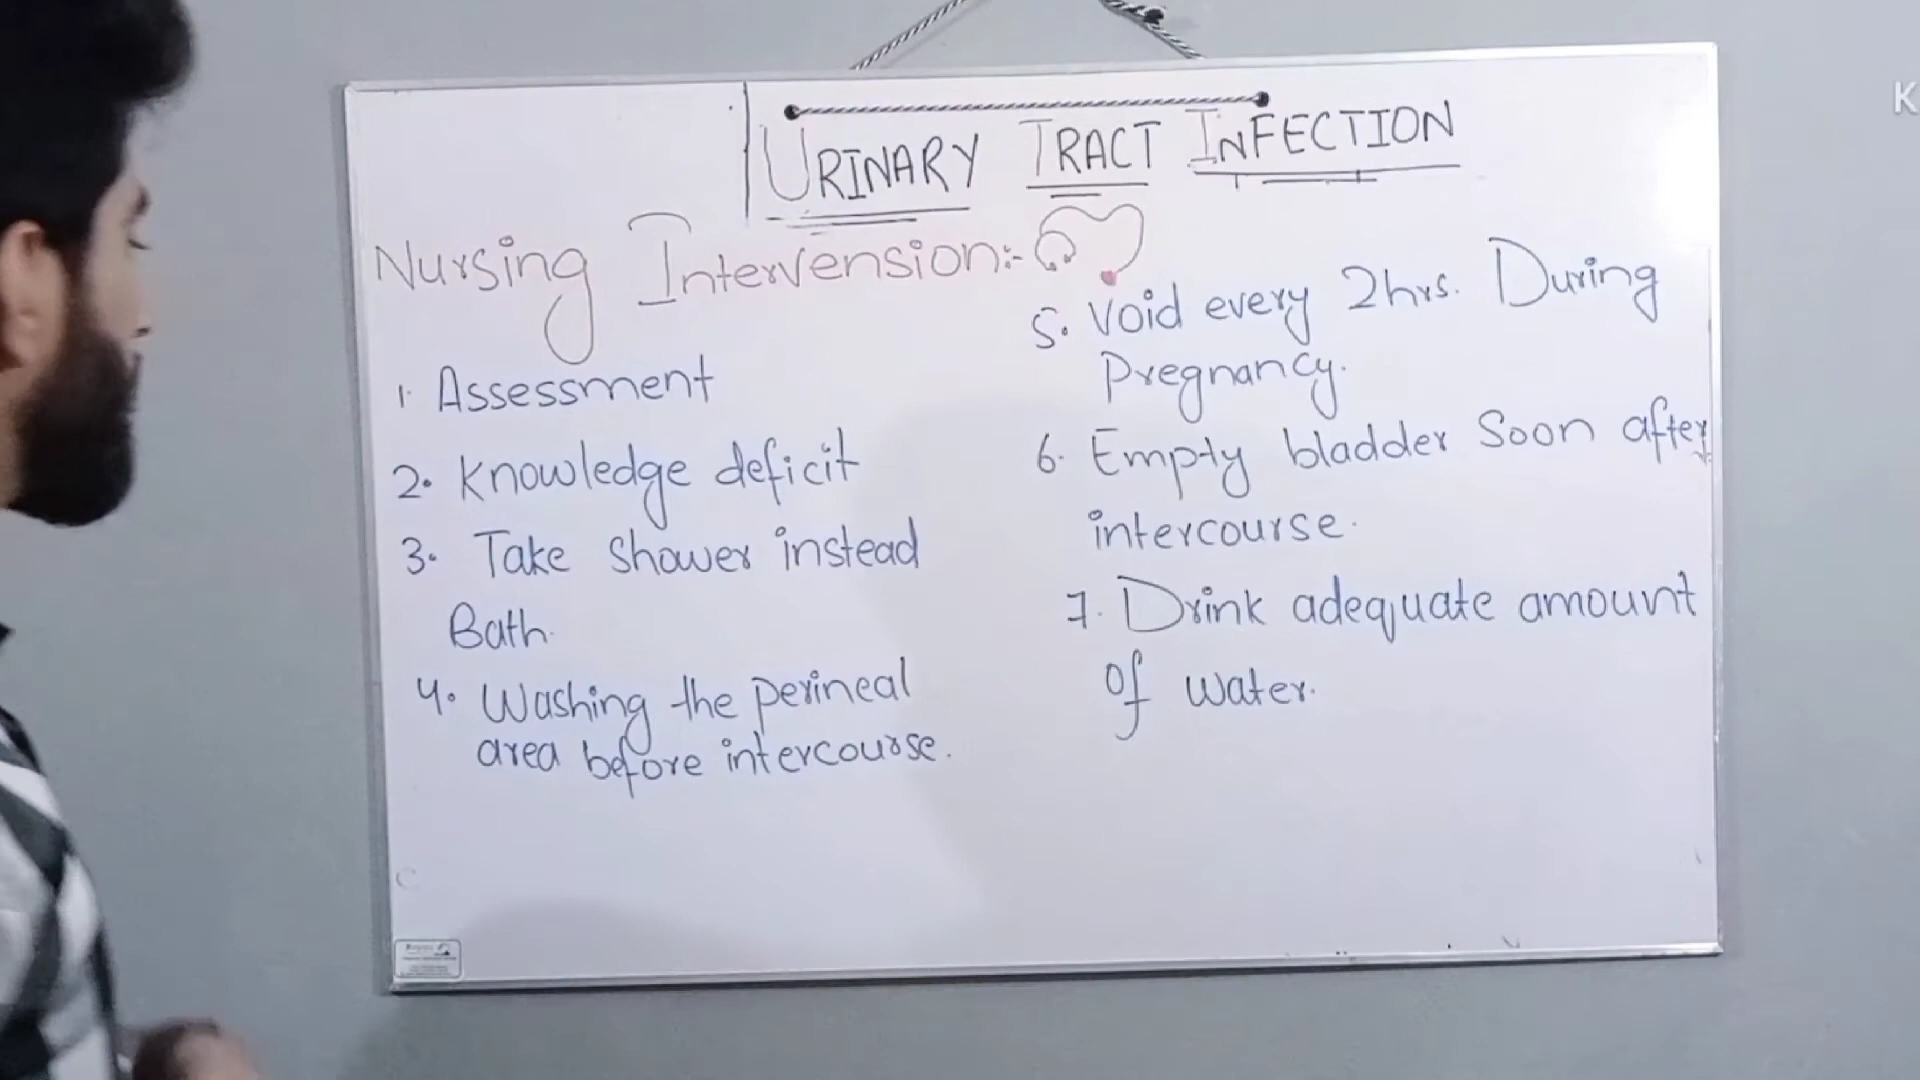 URINARY TRACT INFECTION
Nursing Intervension:-
1. Assessment
2. Knowledge deficit
3. Take Shower instead
Bath.
4. Washing the perineal
area before intercourse.
5. Void every 2hrs. During
Pregnancy.
6. Empty bladder Soon after
intercourse.
7. Drink adequate amount
of water.
K